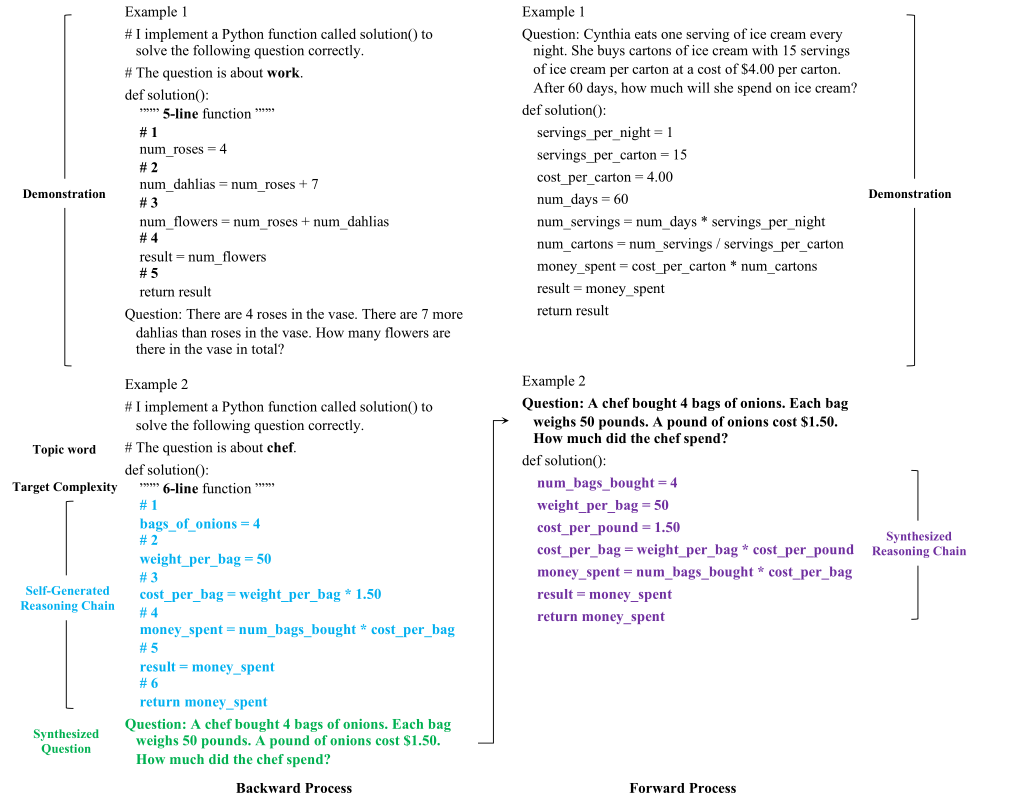 Example 1
# I implement a Python function called solution() to
solve the following question correctly.
# The question is about work.
def solution():
””” 5-line function ”””
# 1
num_roses = 4
# 2
num_dahlias = num_roses + 7
# 3
num_flowers = num_roses + num_dahlias
# 4
result = num_flowers
# 5
return result
Question: There are 4 roses in the vase. There are 7 more
dahlias than roses in the vase. How many flowers are
there in the vase in total?
Demonstration
Example 2
# I implement a Python function called solution() to
solve the following question correctly.
Topic word
# The question is about chef.
def solution():
Target Complexity
””” 6-line function ”””
# 1
bags_of_onions = 4
# 2
weight_per_bag = 50
# 3
cost_per_bag = weight_per_bag * 1.50
# 4
money_spent = num_bags_bought * cost_per_bag
# 5
result = money_spent
# 6
return money_spent
Self-Generated
Reasoning Chain
Question: A chef bought 4 bags of onions. Each bag
weighs 50 pounds. A pound of onions cost $1.50.
How much did the chef spend?
Synthesized
Question
Backward Process
Example 1
Question: Cynthia eats one serving of ice cream every
night. She buys cartons of ice cream with 15 servings
of ice cream per carton at a cost of $4.00 per carton.
After 60 days, how much will she spend on ice cream?
def solution():
servings_per_night = 1
servings_per_carton = 15
cost_per_carton = 4.00
num_days = 60
num_servings = num_days * servings_per_night
num_cartons = num_servings / servings_per_carton
money_spent = cost_per_carton * num_cartons
result = money_spent
return result
Demonstration
Example 2
Question: A chef bought 4 bags of onions. Each bag
weighs 50 pounds. A pound of onions cost $1.50.
How much did the chef spend?
def solution():
num_bags_bought = 4
weight_per_bag = 50
cost_per_pound = 1.50
cost_per_bag = weight_per_bag * cost_per_pound
money_spent = num_bags_bought * cost_per_bag
result = money_spent
return money_spent
Synthesized
Reasoning Chain
Forward Process